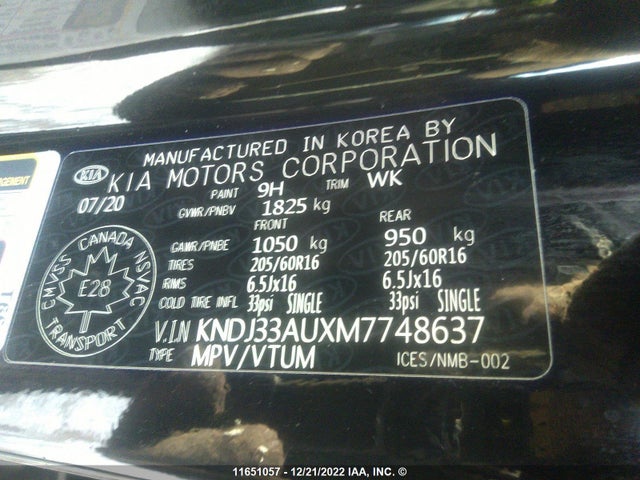 MANUFACTURED IN KOREA BY
KIA KIA MOTORS CORPORATION
07/20 PAINT 9H TRIM WK
GVWR/PNBV 1825 kg
FRONT REAR
GAWR/PNBE 1050 kg 950 kg
TIRES 205/60R16 205/60R16
RIMS 6.5Jx16 6.5Jx16
COLD TIRE INFL 33psi SINGLE 33psi SINGLE
V.I.N KNDJ33AUXM7748637
TYPE MPV/VTUM ICES/NMB-002
CANADA
CMVSS NSVAC
E28
TRANSPORT
11651057 - 12/21/2022 IAA, INC. ©